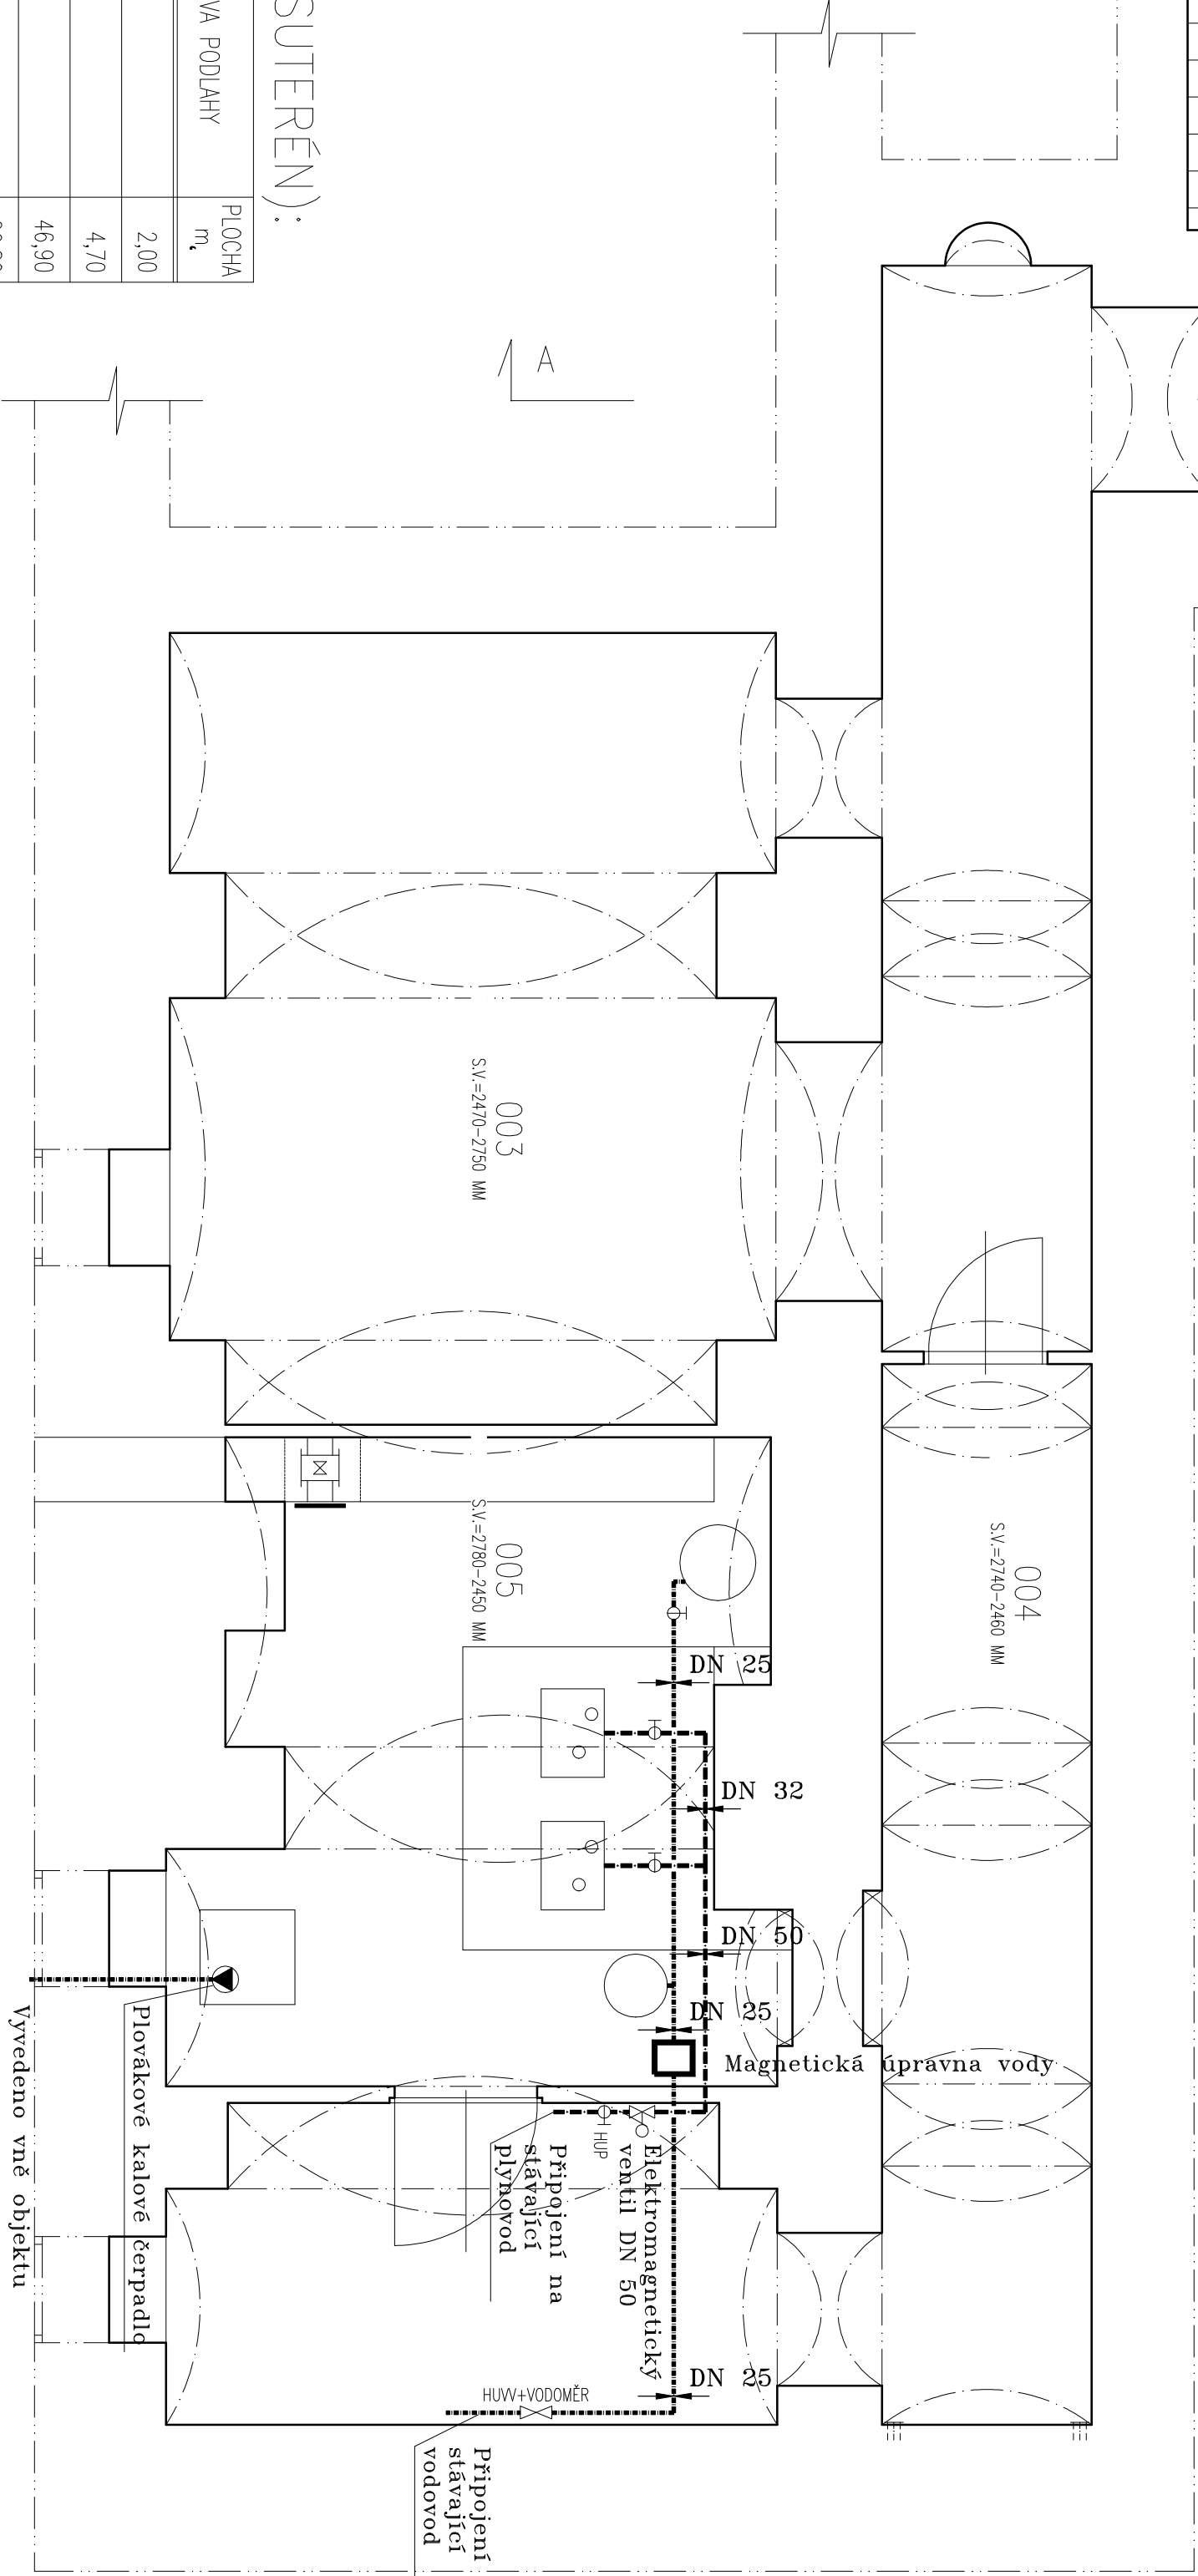 SUTERÉN):
VA PODLAHY
PLOCHA
m
2,00
4,70
46,90
A
003
S.V.=2470-2750 MM
004
S.V.=2740-2460 MM
005
S.V.=2780-2450 MM
DN 25
DN 32
DN 50
DN 25
Magnetická úpravna vody
HUP
Elektromagnetický
ventil DN 50
Připojení na
stávající
plynovod
Plovákové kalové čerpadlo
Vyvedeno vně objektu
DN 25
HUVV+VODOMĚR
Připojení
stávající
vodovod